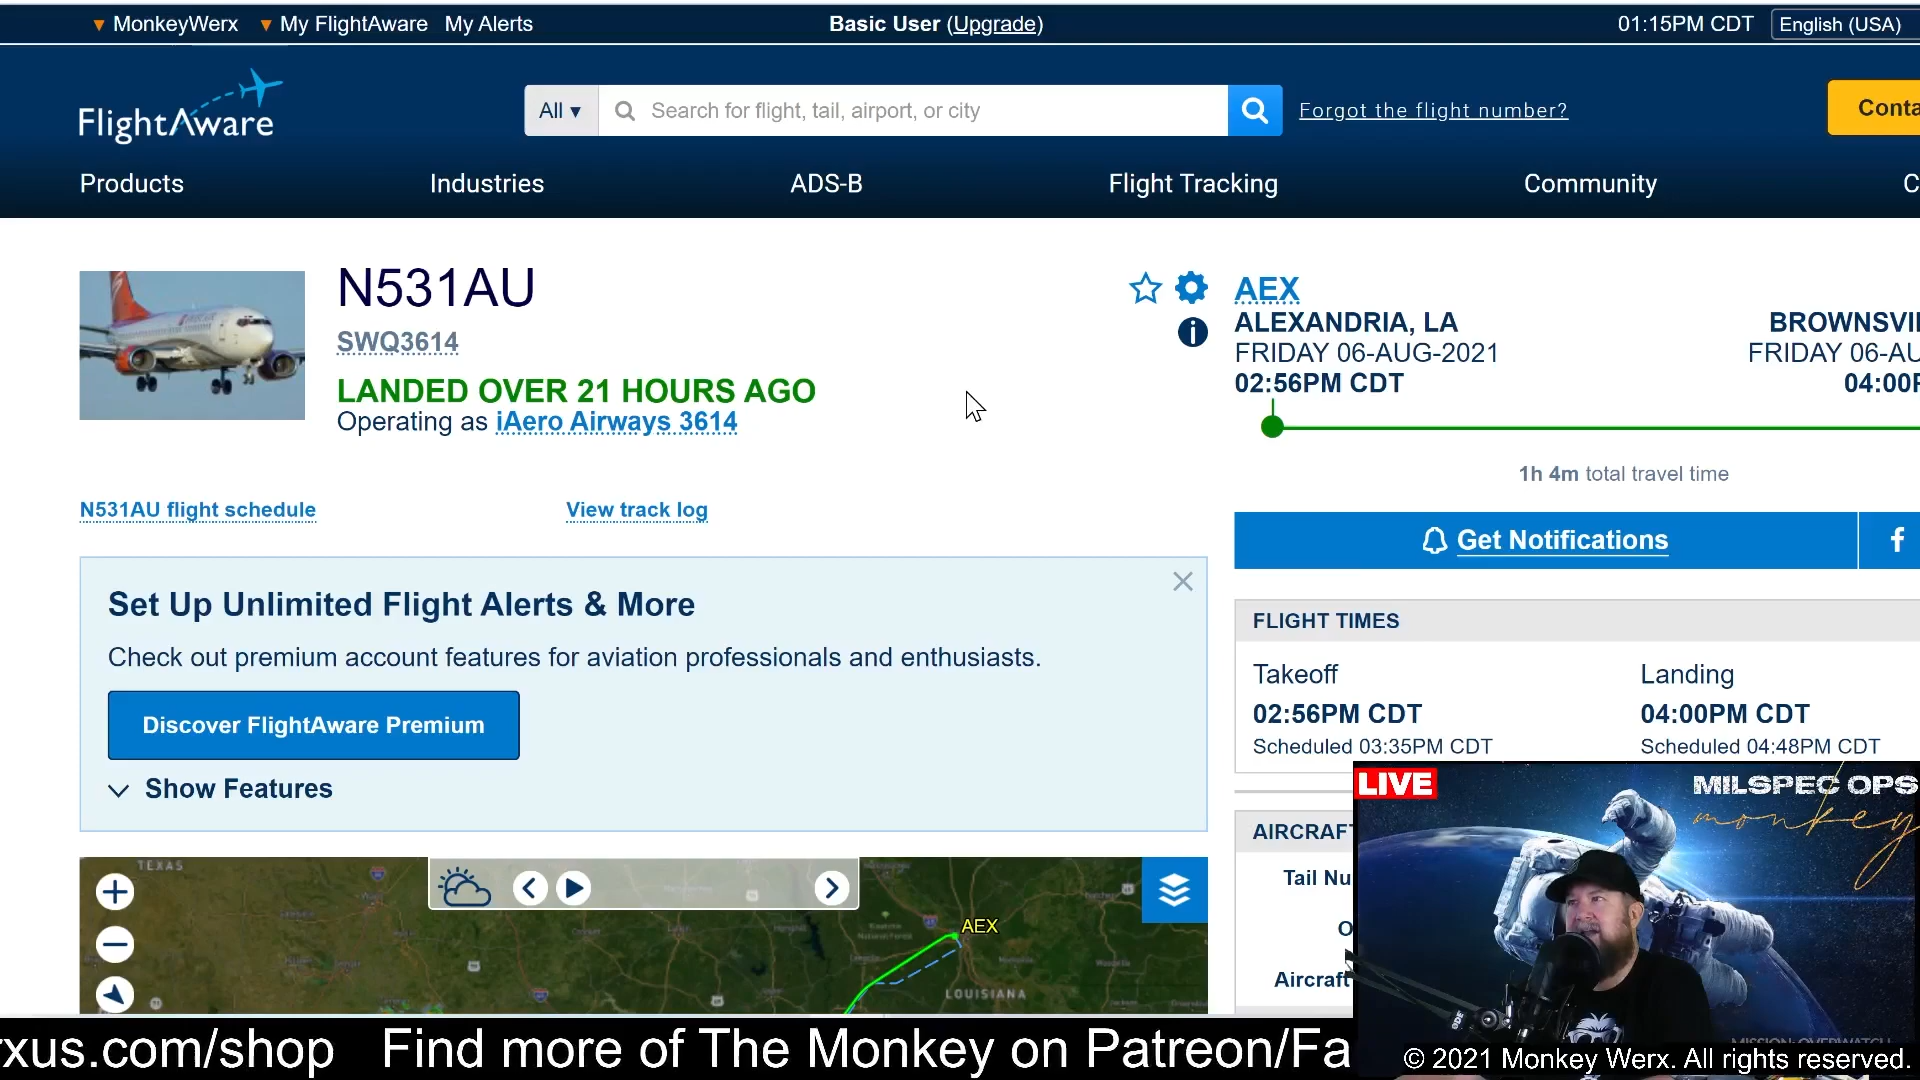 ▼ MonkeyWerx ▼ My FlightAware My Alerts Basic User (Upgrade) 01:15PM CDT English (USA)
FlightAware
All ▾ Search for flight, tail, airport, or city Forgot the flight number? Conta
Products Industries ADS-B Flight Tracking Community C
N531AU
SWQ3614
LANDED OVER 21 HOURS AGO
Operating as iAero Airways 3614
AEX
ALEXANDRIA, LA BROWNSVI
FRIDAY 06-AUG-2021 FRIDAY 06-AU
02:56PM CDT 04:00P
1h 4m total travel time
N531AU flight schedule View track log
Get Notifications f
Set Up Unlimited Flight Alerts & More
Check out premium account features for aviation professionals and enthusiasts.
Discover FlightAware Premium
Show Features
FLIGHT TIMES
Takeoff Landing
02:56PM CDT 04:00PM CDT
Scheduled 03:35PM CDT Scheduled 04:48PM CDT
AIRCRAFT
Tail Nu
Aircraft
LIVE
MILSPEC OPS
monkey
TEXAS
AEX
LOUISIANA
MISSION: OVERWATCH
rxus.com/shop Find more of The Monkey on Patreon/Fa
© 2021 Monkey Werx. All rights reserved.